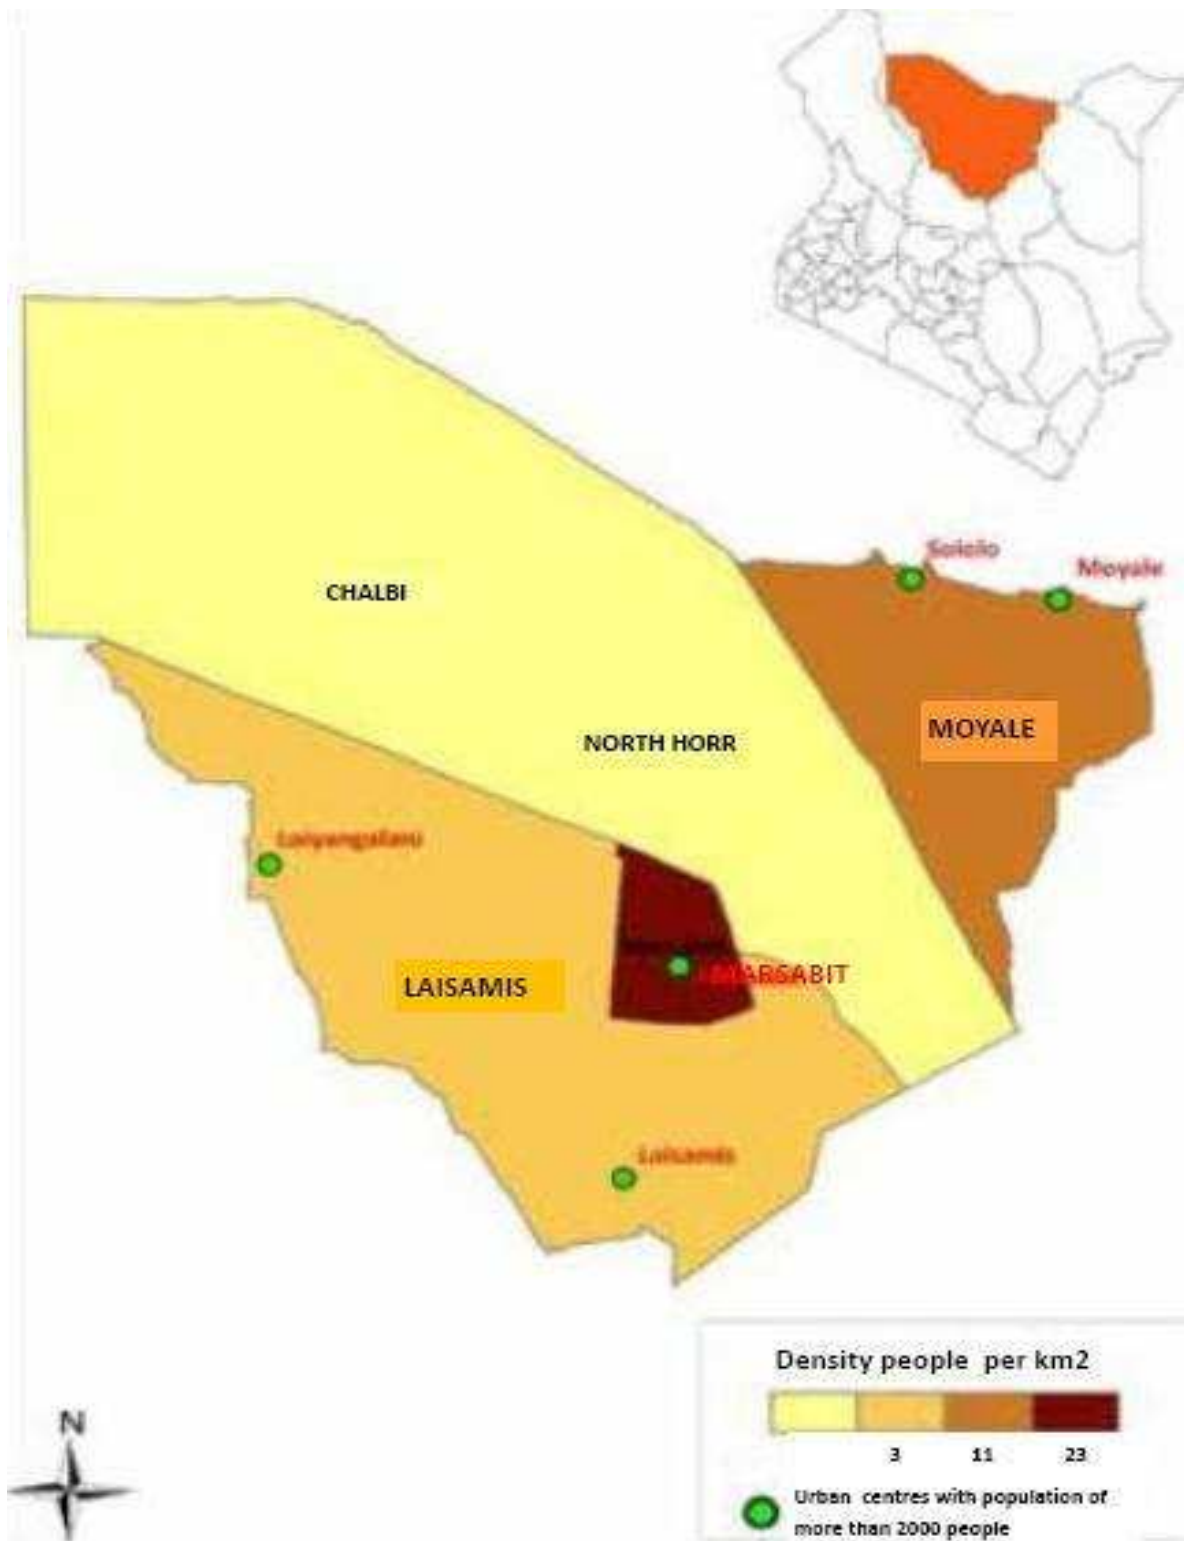 Sololo
Moyale
CHALBI
MOYALE
NORTH HORR
MARSABIT
LAISAMIS
Laisamis
Density people per km2
3 11 23
N
Urban centres with population of
more than 2000 people